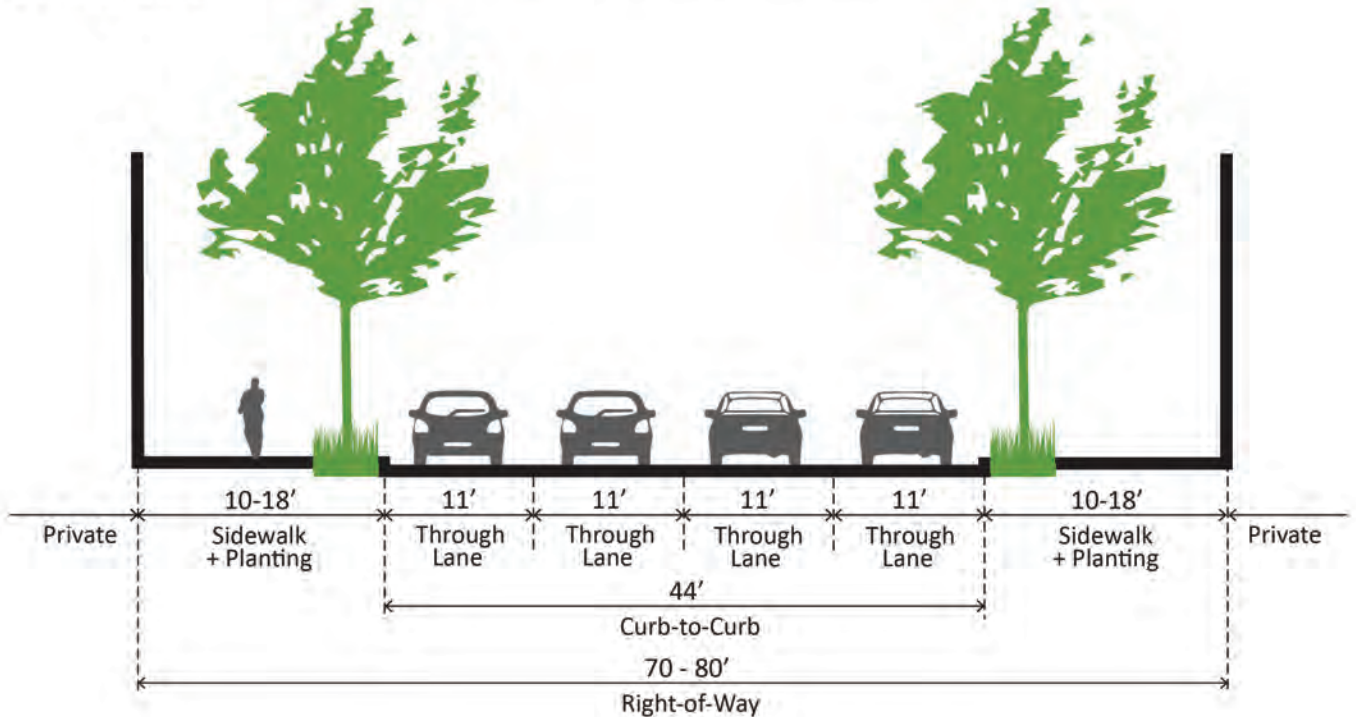 10-18′ 11′ 11′ 11′ 11′ 10-18′
Private Sidewalk Through Through Through Through Sidewalk Private
+ Planting Lane Lane Lane Lane + Planting
44′
Curb-to-Curb
70 - 80′
Right-of-Way